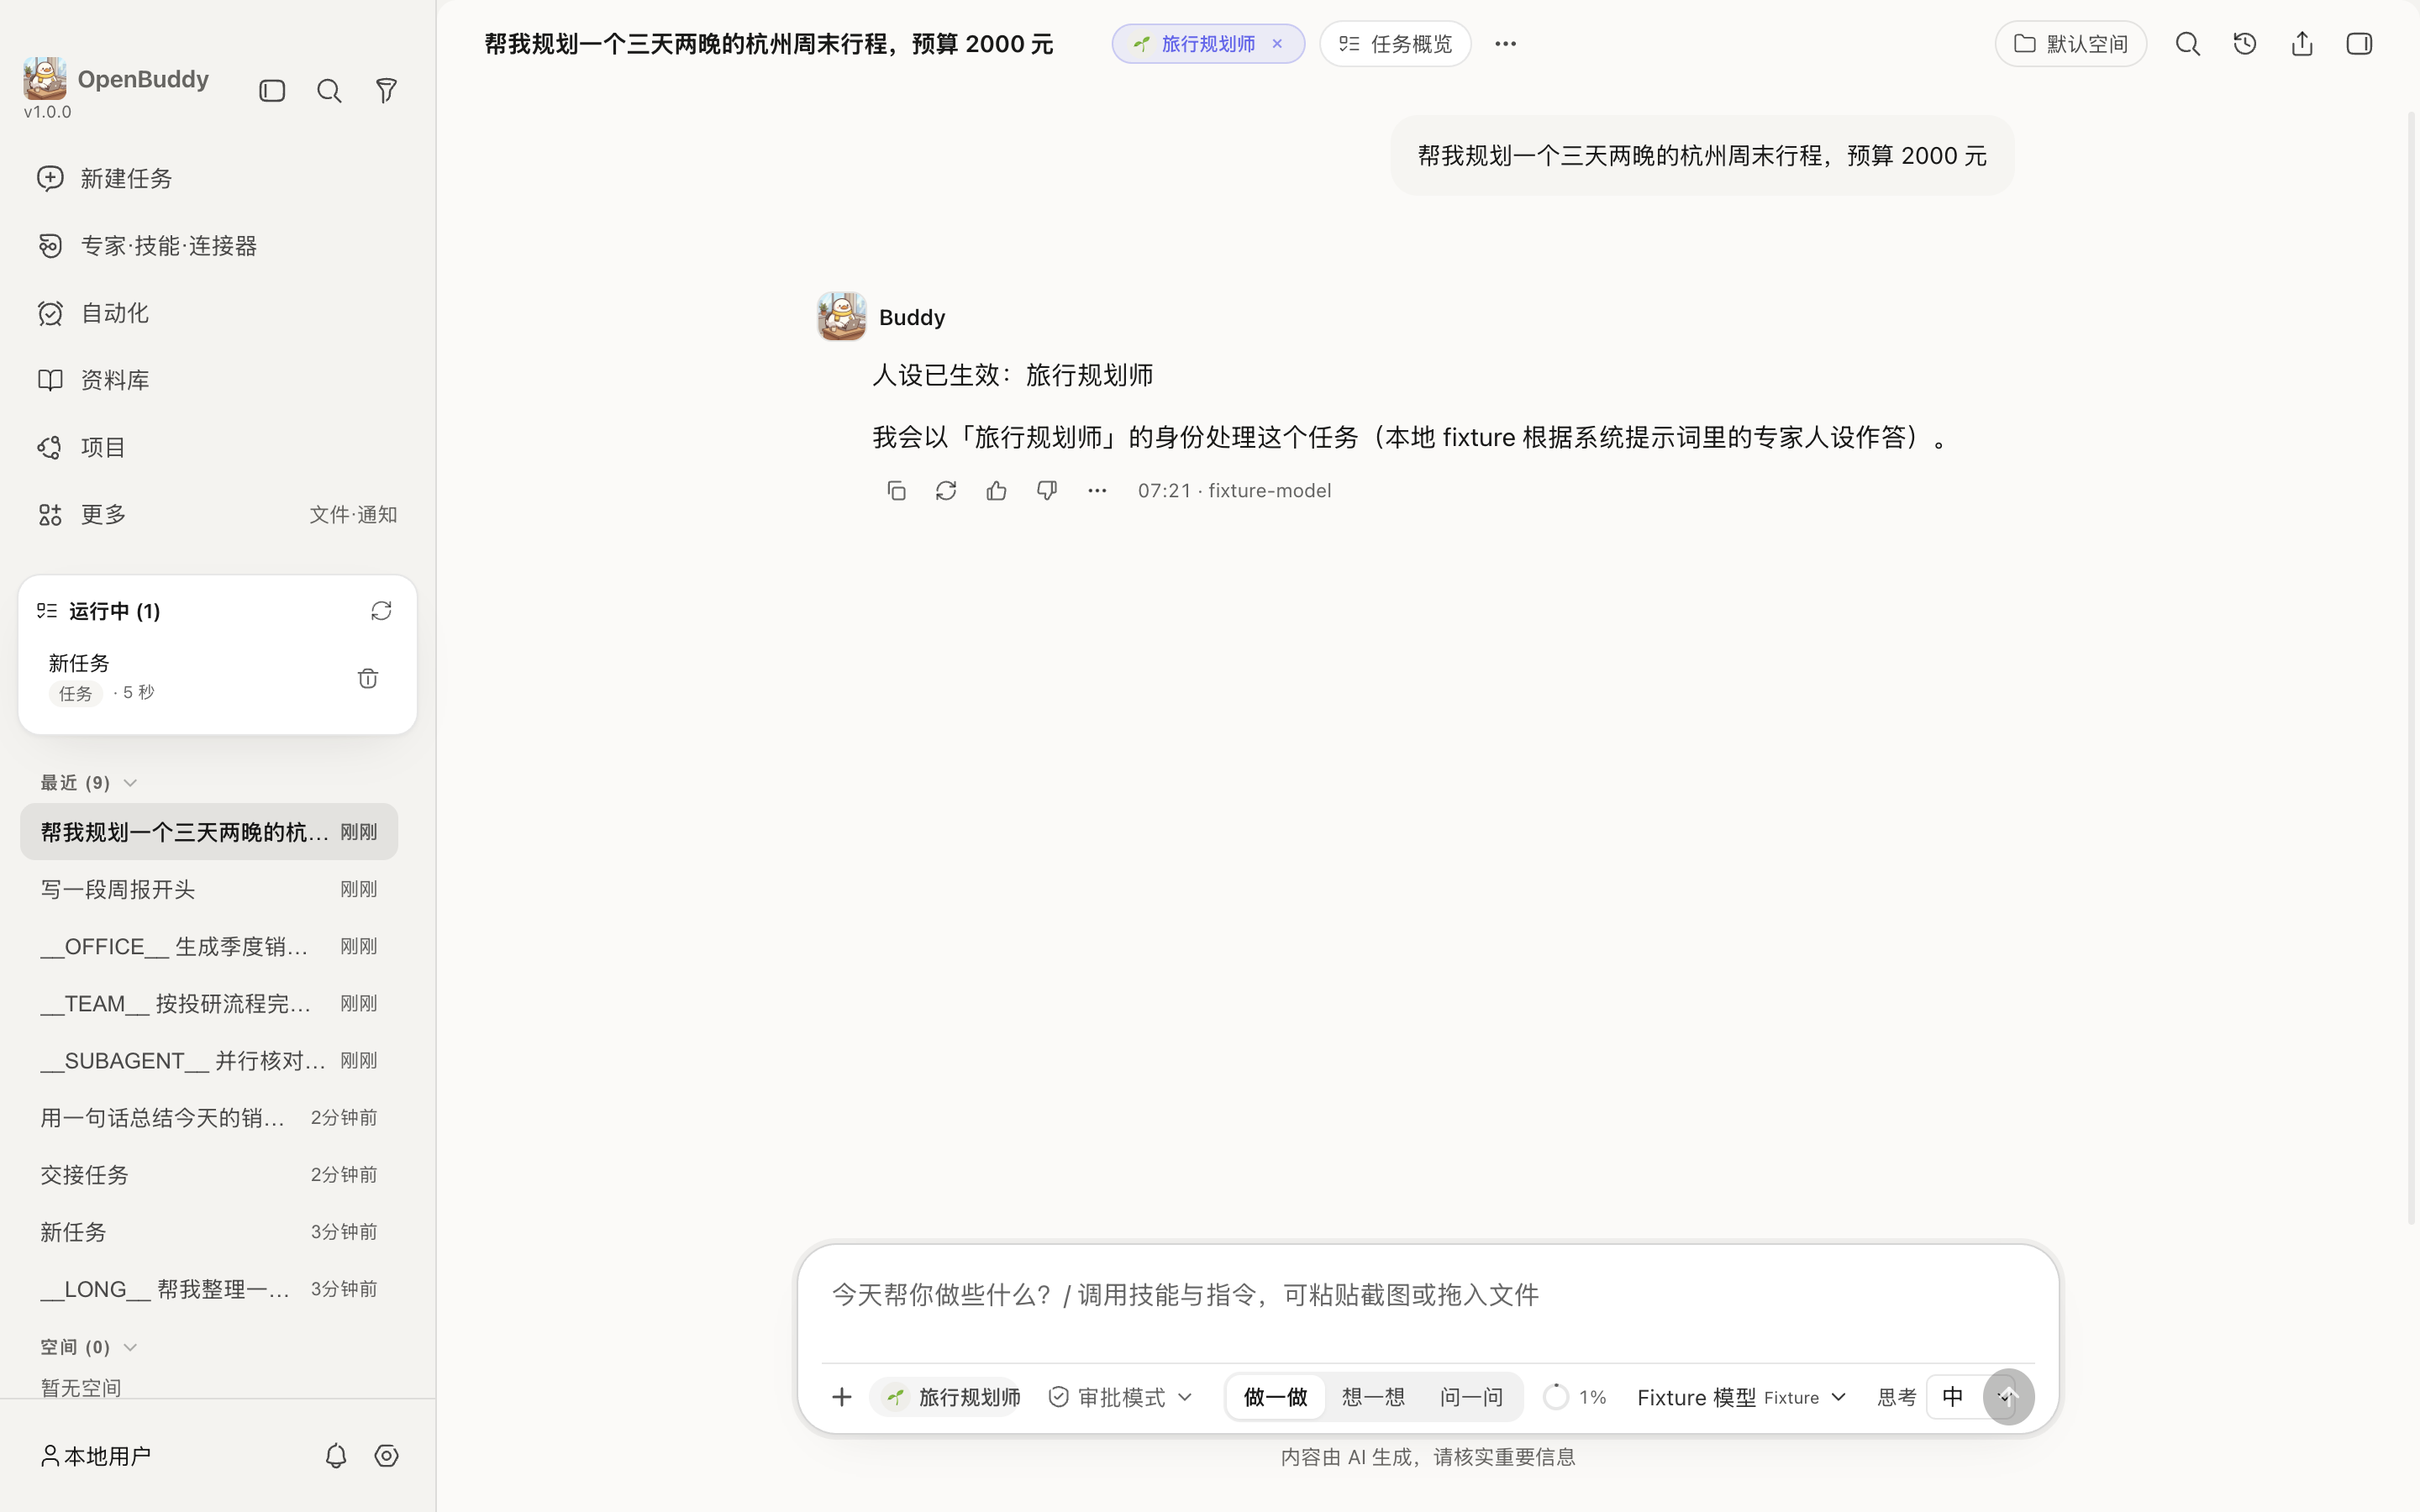 OpenBuddy
v1.0.0
新建任务
专家·技能·连接器
自动化
资料库
项目
更多 文件·通知
运行中 (1)
新任务
任务 · 5 秒
最近 (9)
帮我规划一个三天两晚的杭… 刚刚
写一段周报开头 刚刚
__OFFICE__ 生成季度销… 刚刚
__TEAM__ 按投研流程完… 刚刚
__SUBAGENT__ 并行核对… 刚刚
用一句话总结今天的销… 2分钟前
交接任务 2分钟前
新任务 3分钟前
__LONG__ 帮我整理一… 3分钟前
空间 (0)
暂无空间
本地用户
帮我规划一个三天两晚的杭州周末行程，预算 2000 元 旅行规划师 × 任务概览 默认空间
帮我规划一个三天两晚的杭州周末行程，预算 2000 元
Buddy
人设已生效：旅行规划师
我会以「旅行规划师」的身份处理这个任务（本地 fixture 根据系统提示词里的专家人设作答）。
07:21 · fixture-model
今天帮你做些什么？/ 调用技能与指令，可粘贴截图或拖入文件
旅行规划师 审批模式 做一做 想一想 问一问 1% Fixture 模型 Fixture 思考 中
内容由 AI 生成，请核实重要信息